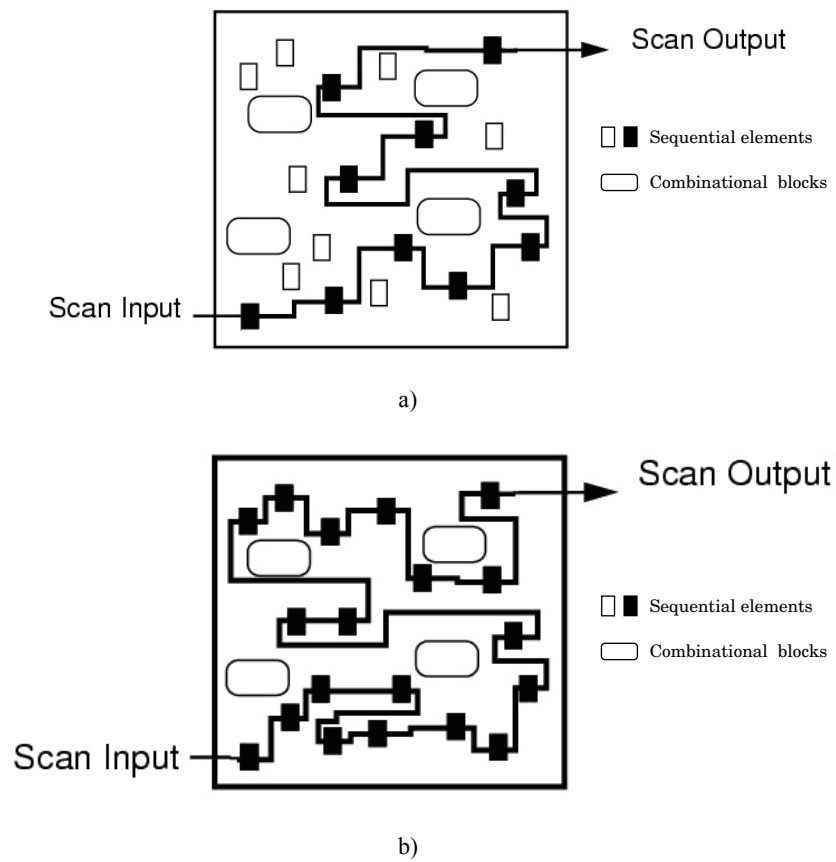 Scan Output
Sequential elements
Combinational blocks
Scan Input
a)
Scan Output
Sequential elements
Combinational blocks
Scan Input
b)